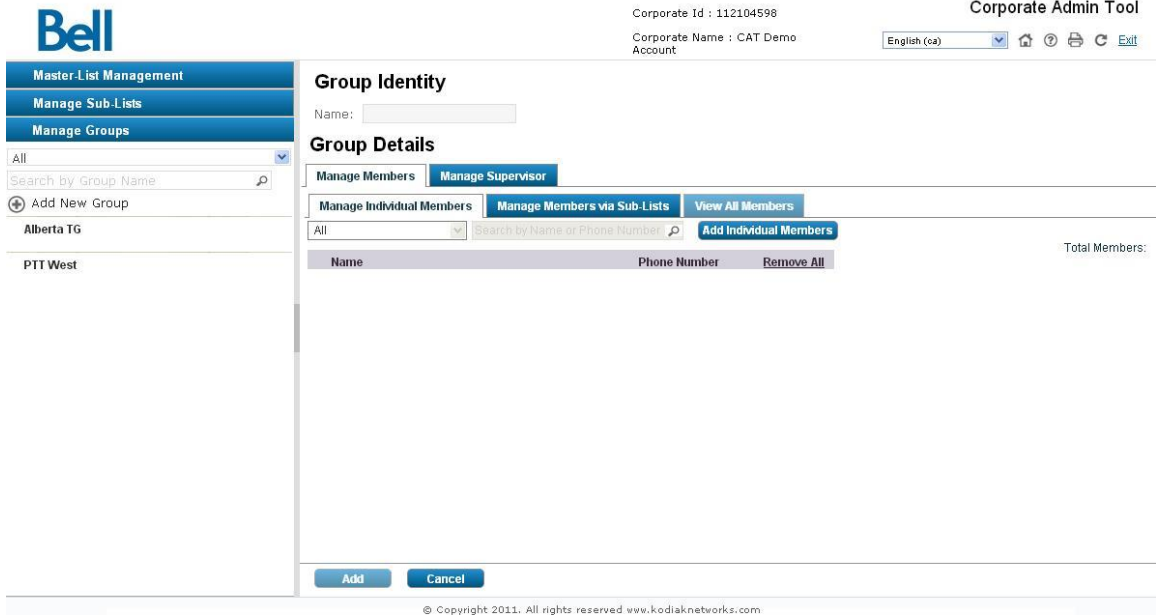 Bell
Corporate Id : 112104598
Corporate Name : CAT Demo
Account
Corporate Admin Tool
English (ca)
Exit
Master-List Management
Manage Sub-Lists
Manage Groups
All
Search by Group Name
Add New Group
Alberta TG
PTT West
Group Identity
Name:
Group Details
Manage Members
Manage Supervisor
Manage Individual Members
Manage Members via Sub-Lists
View All Members
All
Search by Name or Phone Number
Add Individual Members
Total Members:
Name
Phone Number
Remove All
Add
Cancel
© Copyright 2011. All rights reserved www.kodiaknetworks.com